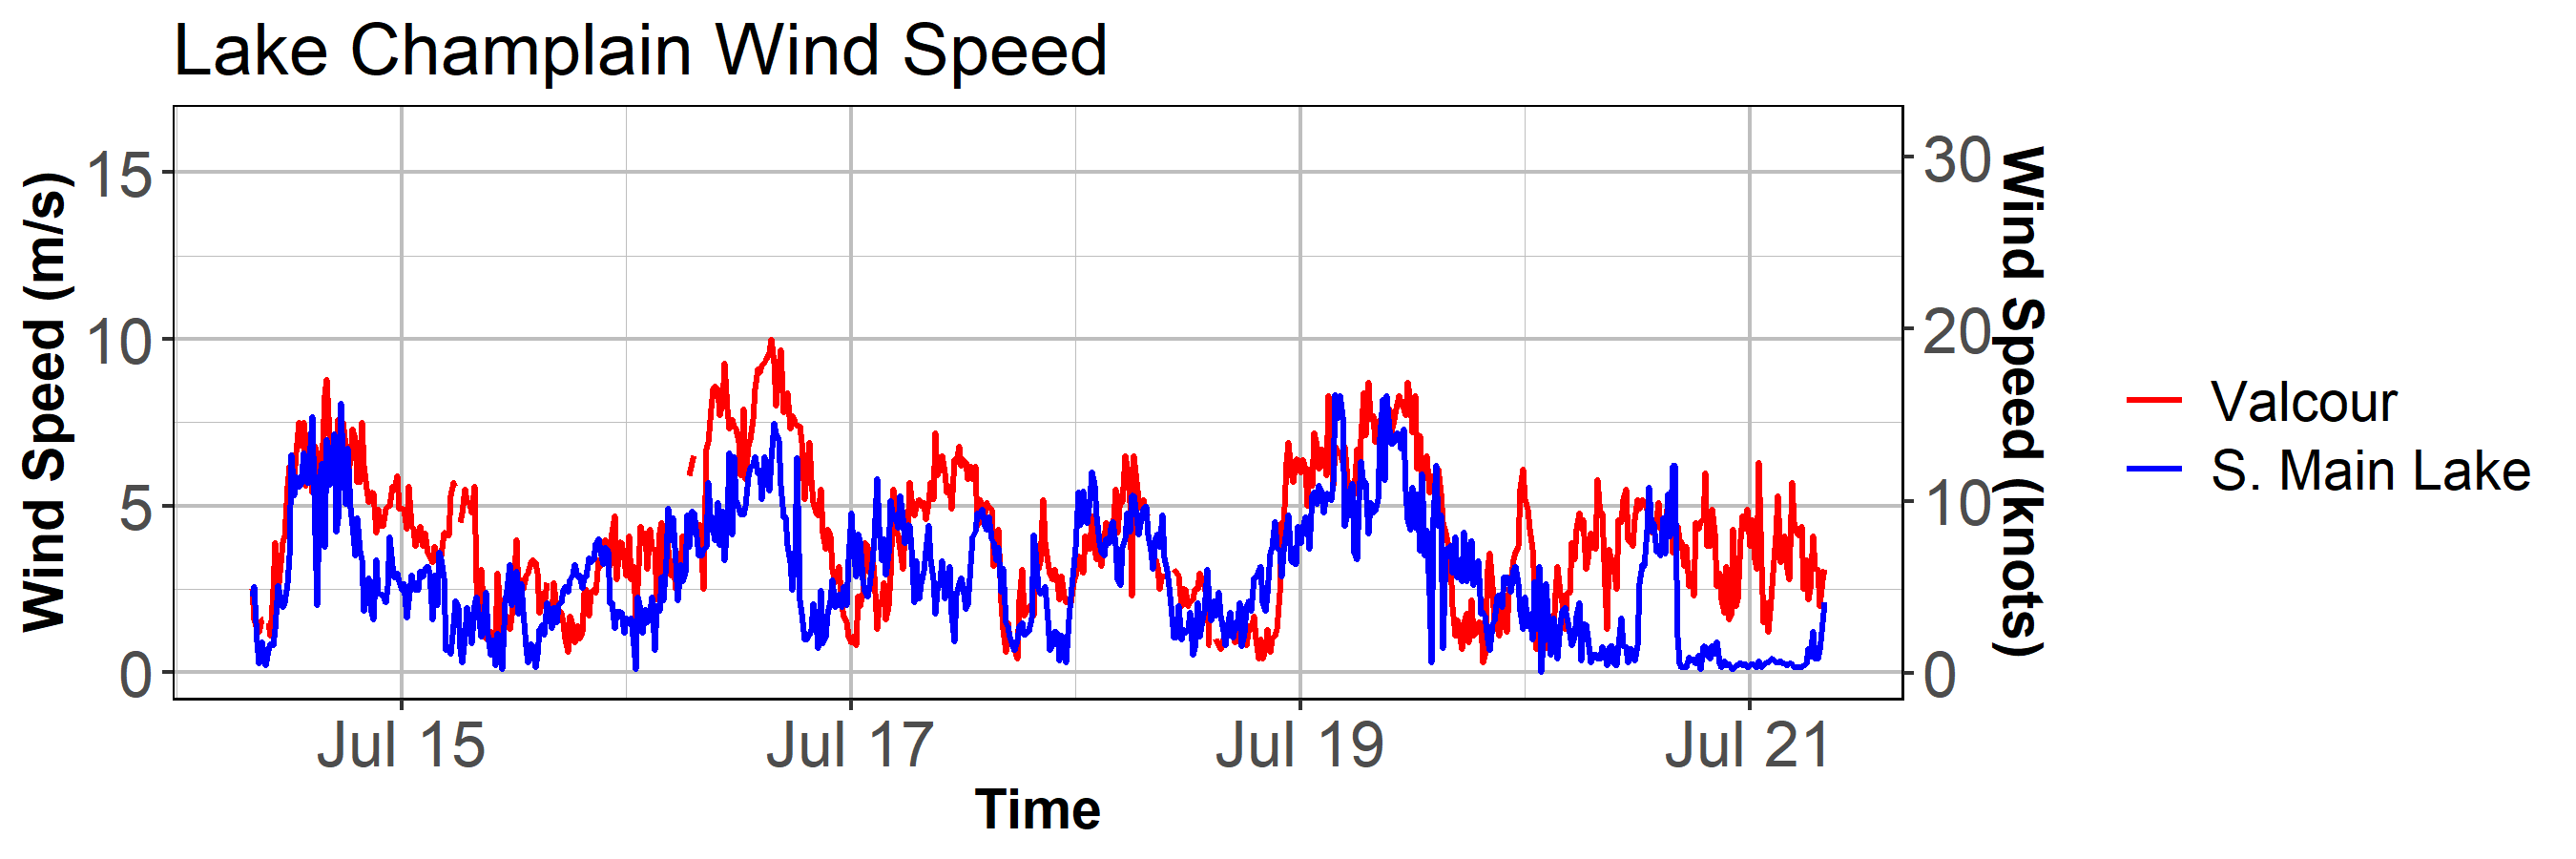 Lake Champlain Wind Speed
Wind Speed (m/s)
15
10
5
0
30
20
10
0
Wind Speed (knots)
Jul 15
Jul 17
Jul 19
Jul 21
Time
Valcour
S. Main Lake